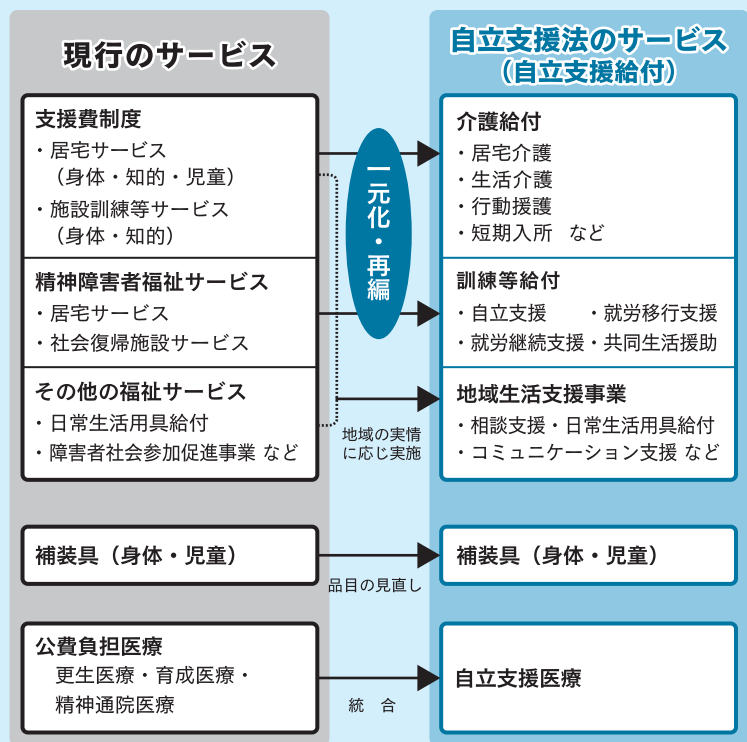 現行のサービス
支援費制度
・居宅サービス
（身体・知的・児童）
・施設訓練等サービス
（身体・知的）
精神障害者福祉サービス
・居宅サービス
・社会復帰施設サービス
その他の福祉サービス
・日常生活用具給付
・障害者社会参加促進事業 など
補装具（身体・児童）
公費負担医療
更生医療・育成医療・
精神通院医療
一元化・再編
地域の実情
に応じ実施
品目の見直し
統　合
自立支援法のサービス
（自立支援給付）
介護給付
・居宅介護
・生活介護
・行動援護
・短期入所　など
訓練等給付
・自立支援　　・就労移行支援
・就労継続支援・共同生活援助
地域生活支援事業
・相談支援・日常生活用具給付
・コミュニケーション支援 など
補装具（身体・児童）
自立支援医療